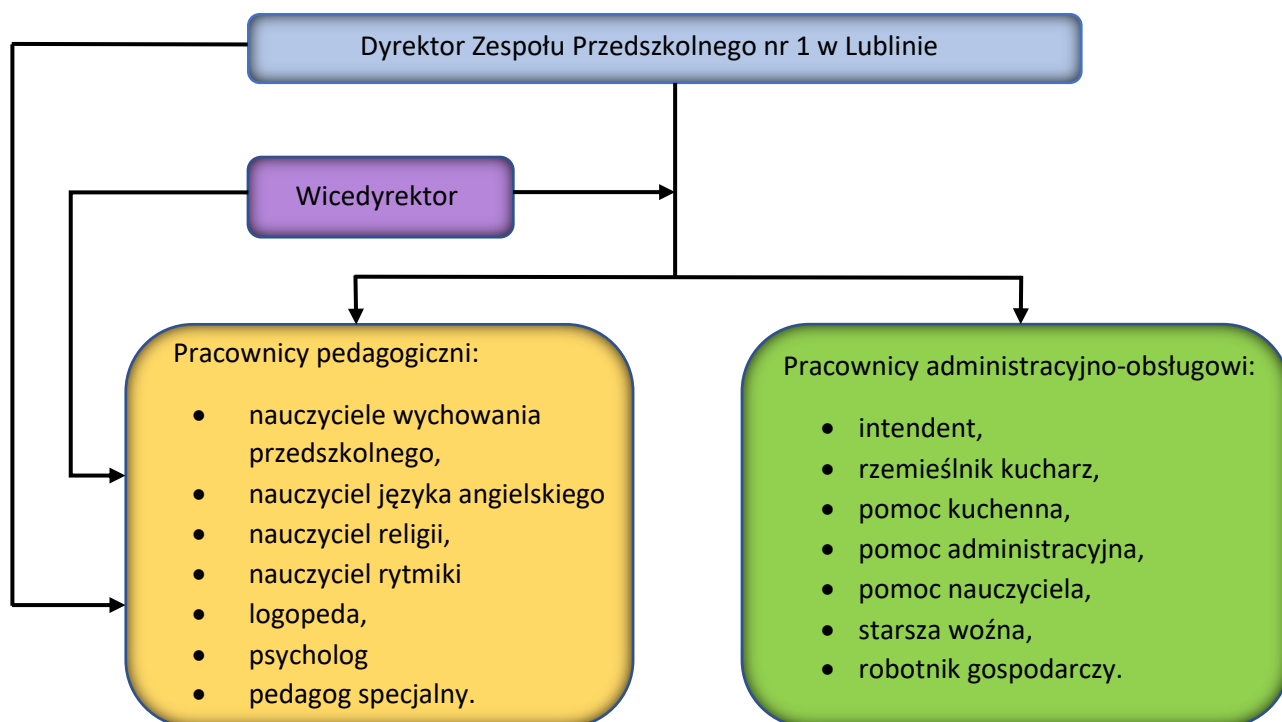 Dyrektor Zespołu Przedszkolnego nr 1 w Lublinie
Wicedyrektor
Pracownicy pedagogiczni:
• nauczyciele wychowania
przedszkolnego,
• nauczyciel języka angielskiego
• nauczyciel religii,
• nauczyciel rytmiki
• logopeda,
• psycholog
• pedagog specjalny.
Pracownicy administracyjno-obsługowi:
• intendent,
• rzemieślnik kucharz,
• pomoc kuchenna,
• pomoc administracyjna,
• pomoc nauczyciela,
• starsza woźna,
• robotnik gospodarczy.